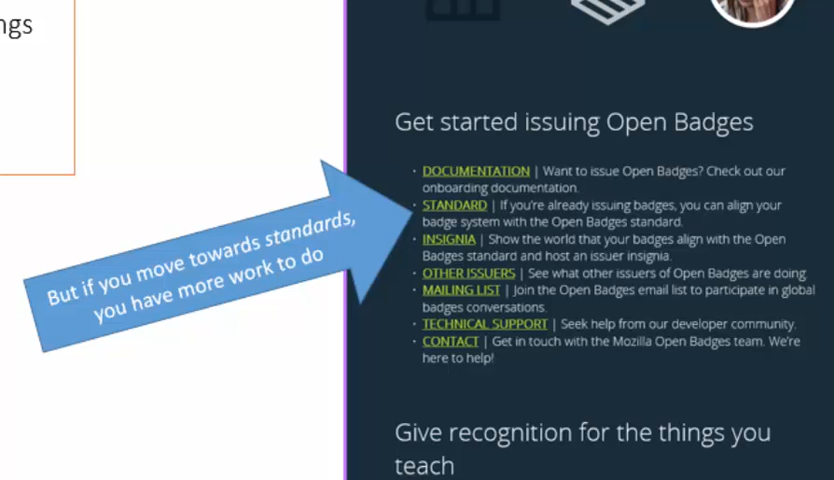 ngs
But if you move towards standards,
you have more work to do
Get started issuing Open Badges
· DOCUMENTATION | Want to issue Open Badges? Check out our
onboarding documentation.
· STANDARD | If you're already issuing badges, you can align your
badge system with the Open Badges standard.
· INSIGNIA | Show the world that your badges align with the Open
Badges standard and host an issuer insignia.
· OTHER ISSUERS | See what other issuers of Open Badges are doing
· MAILING LIST | Join the Open Badges email list to participate in global
badges conversations.
· TECHNICAL SUPPORT | Seek help from our developer community.
· CONTACT | Get in touch with the Mozilla Open Badges team. We're
here to help!
Give recognition for the things you
teach